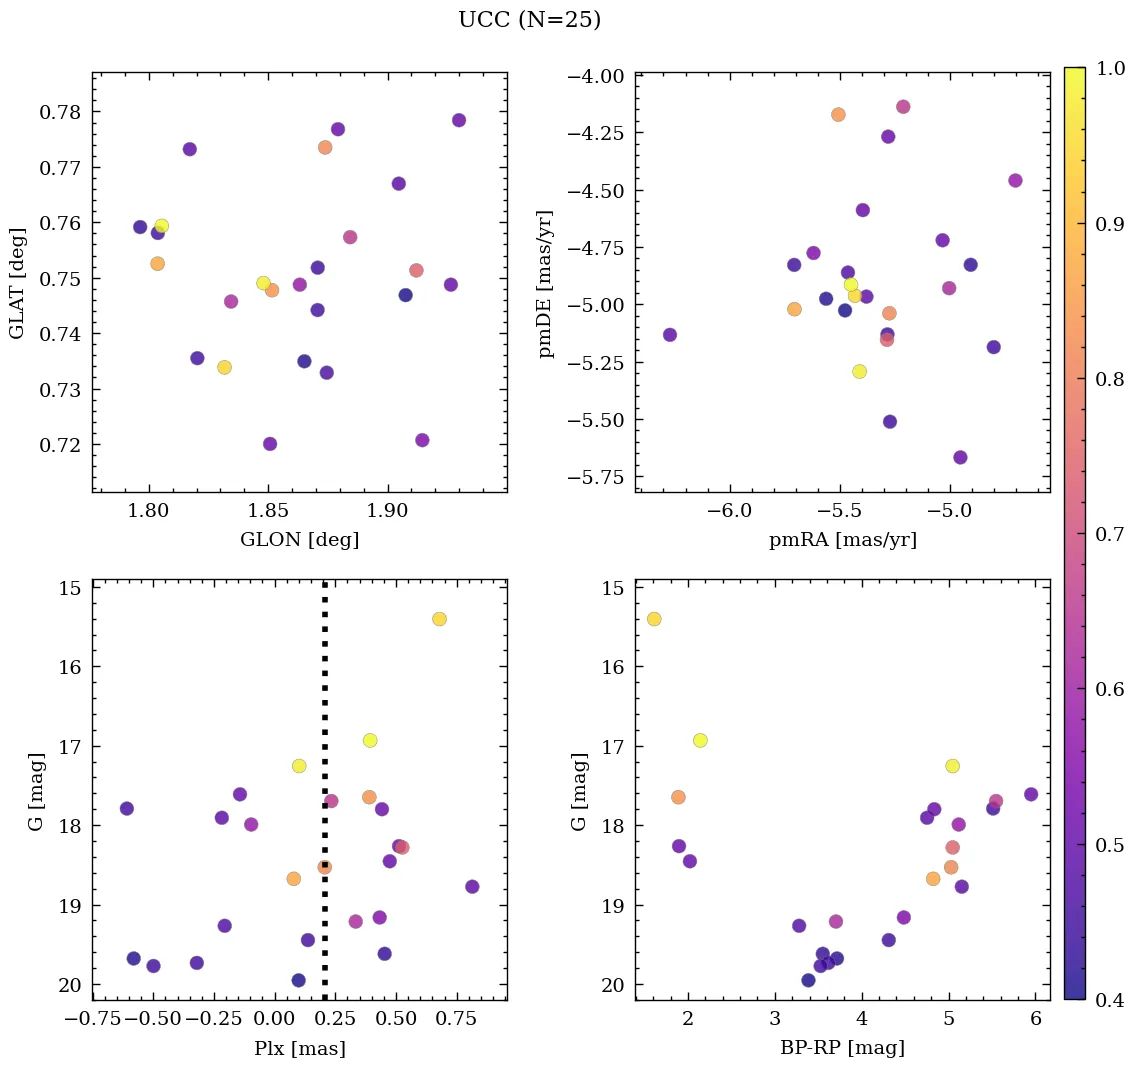 UCC (N=25)
0.78
0.77
0.76
0.75
0.74
0.73
0.72
GLAT [deg]
1.80 1.85 1.90
GLON [deg]
−4.00
−4.25
−4.50
−4.75
−5.00
−5.25
−5.50
−5.75
pmDE [mas/yr]
−6.0 −5.5 −5.0
pmRA [mas/yr]
15
16
17
18
19
20
G [mag]
−0.75 −0.50 −0.25 0.00 0.25 0.50 0.75
Plx [mas]
15
16
17
18
19
20
G [mag]
2 3 4 5 6
BP-RP [mag]
1.0
0.9
0.8
0.7
0.6
0.5
0.4